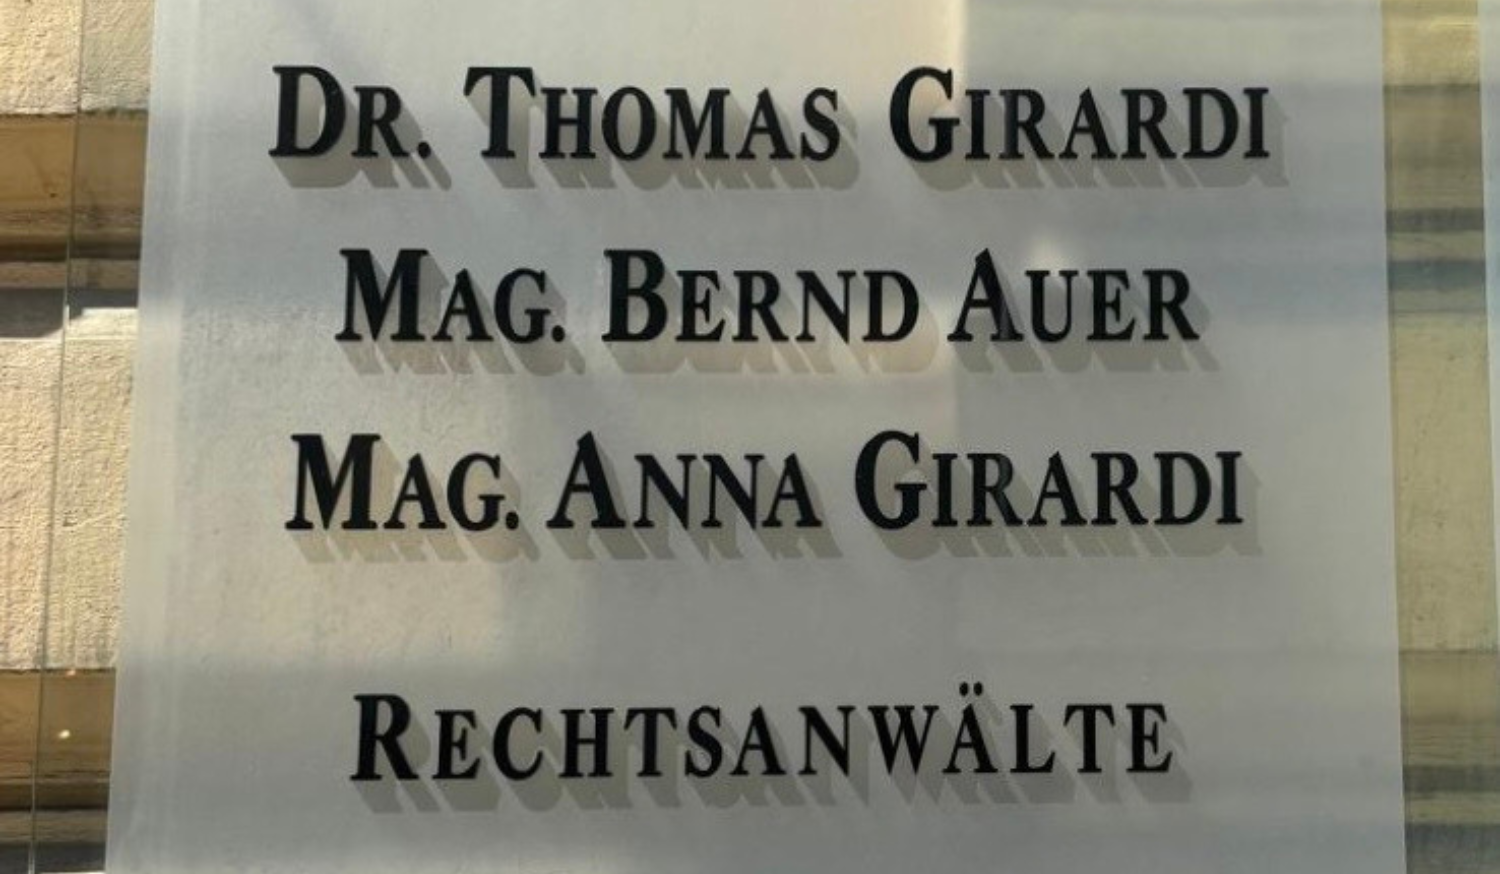 Dr. Thomas Girardi
Mag. Bernd Auer
Mag. Anna Girardi
Rechtsanwälte